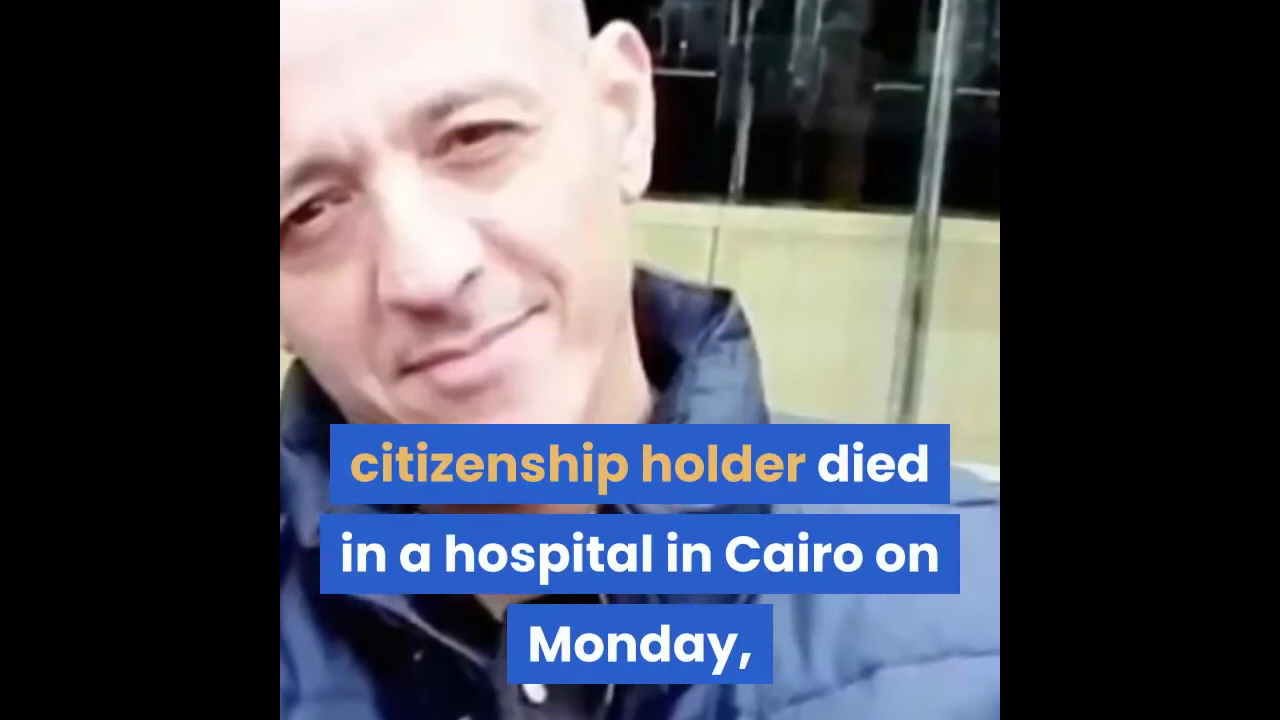 citizenship holder died
in a hospital in Cairo on
Monday,